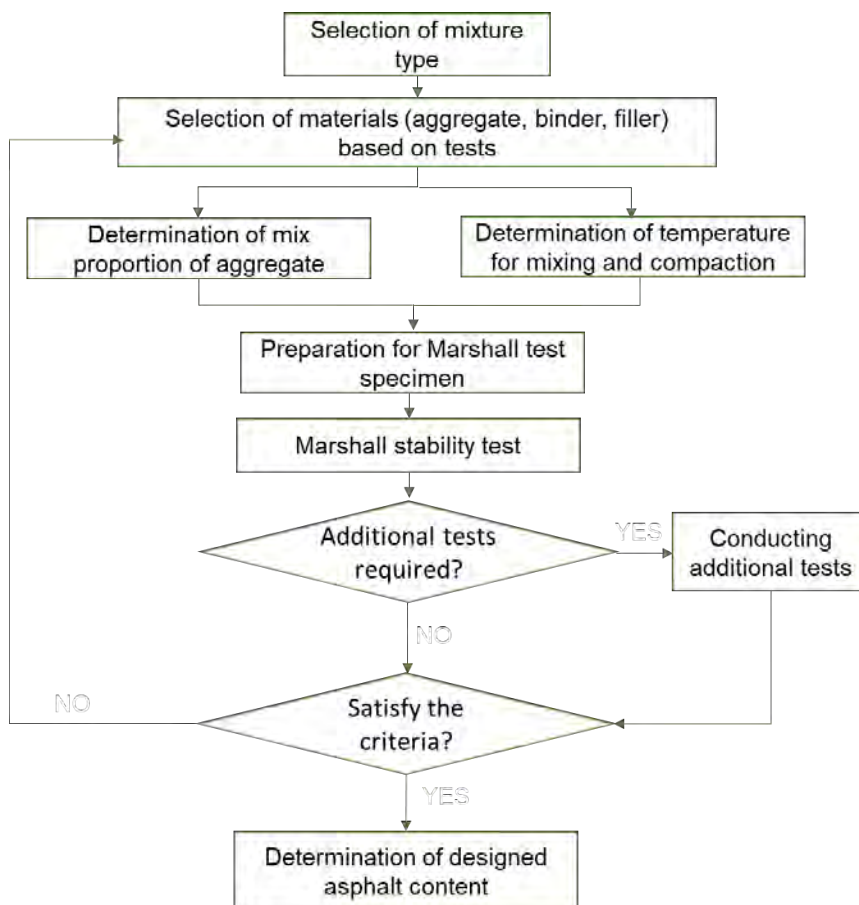 Selection of mixture
type
Selection of materials (aggregate, binder, filler)
based on tests
Determination of mix
proportion of aggregate
Determination of temperature
for mixing and compaction
Preparation for Marshall test
specimen
Marshall stability test
Additional tests
required?
YES
Conducting
additional tests
NO
Satisfy the
criteria?
NO
YES
Determination of designed
asphalt content